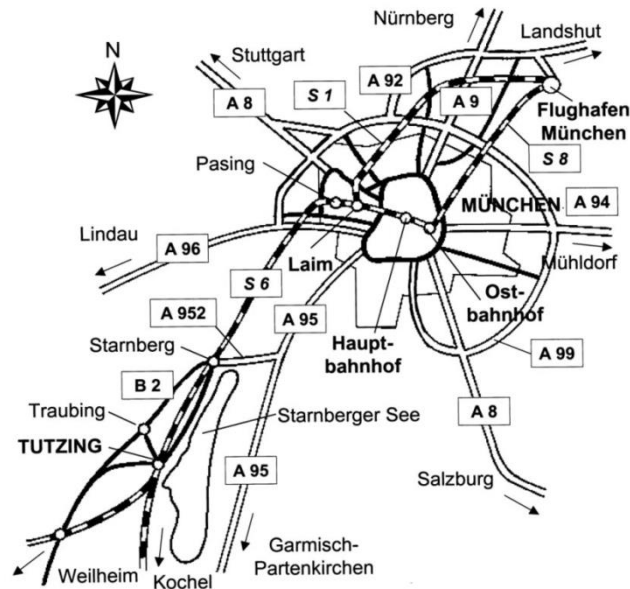 Nürnberg
Landshut
N
Stuttgart
A 92
S 1
A 8
A 9
Flughafen
München
S 8
Pasing
MÜNCHEN
A 94
Lindau
A 96
Laim
Mühldorf
S 6
Ost-
bahnhof
A 952
A 95
Haupt-
bahnhof
A 99
Starnberg
B 2
A 8
Traubing
Starnberger See
TUTZING
A 95
Salzburg
Garmisch-
Partenkirchen
Weilheim
Kochel